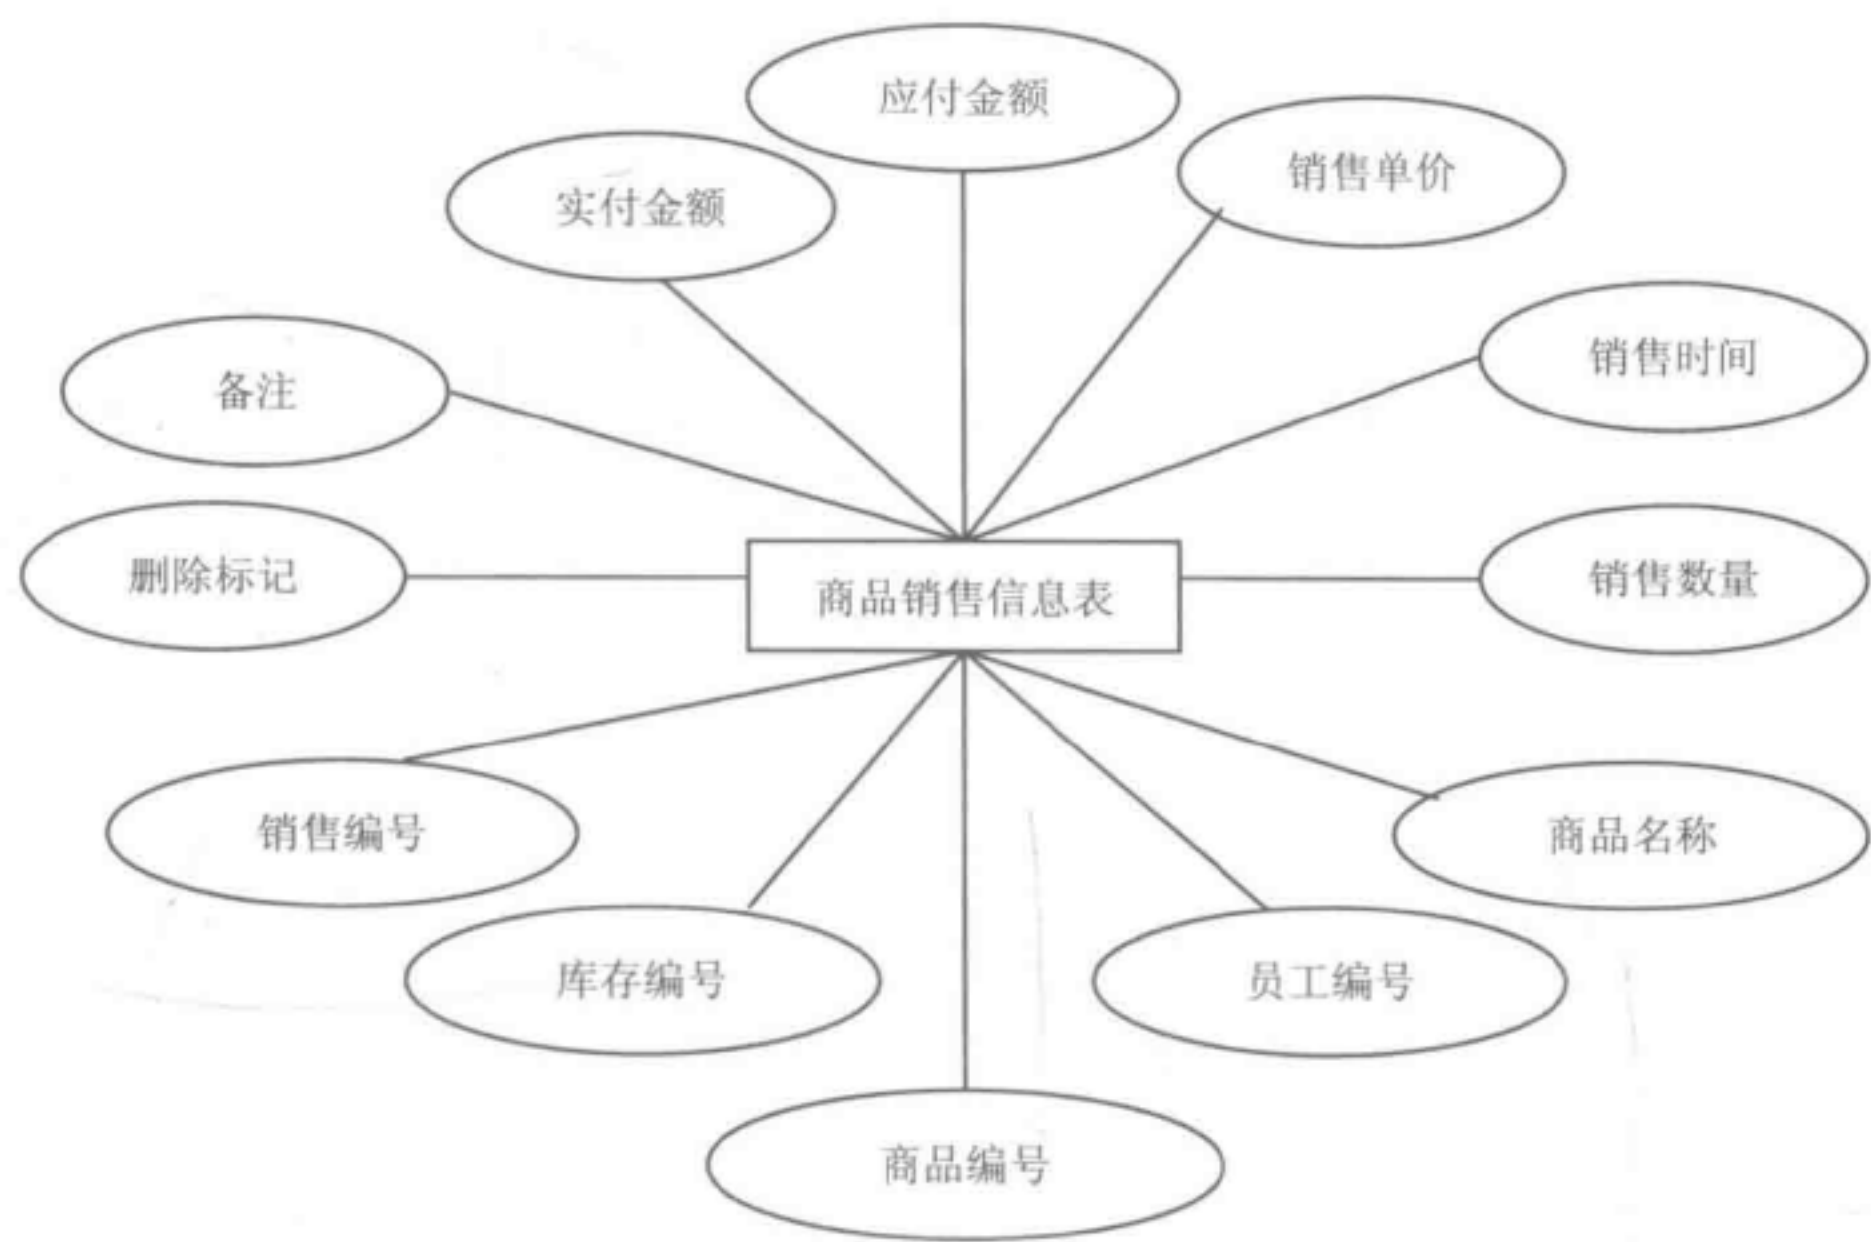 应付金额
销售单价
实付金额
销售时间
备注
删除标记
商品销售信息表
销售数量
销售编号
商品名称
库存编号
员工编号
商品编号